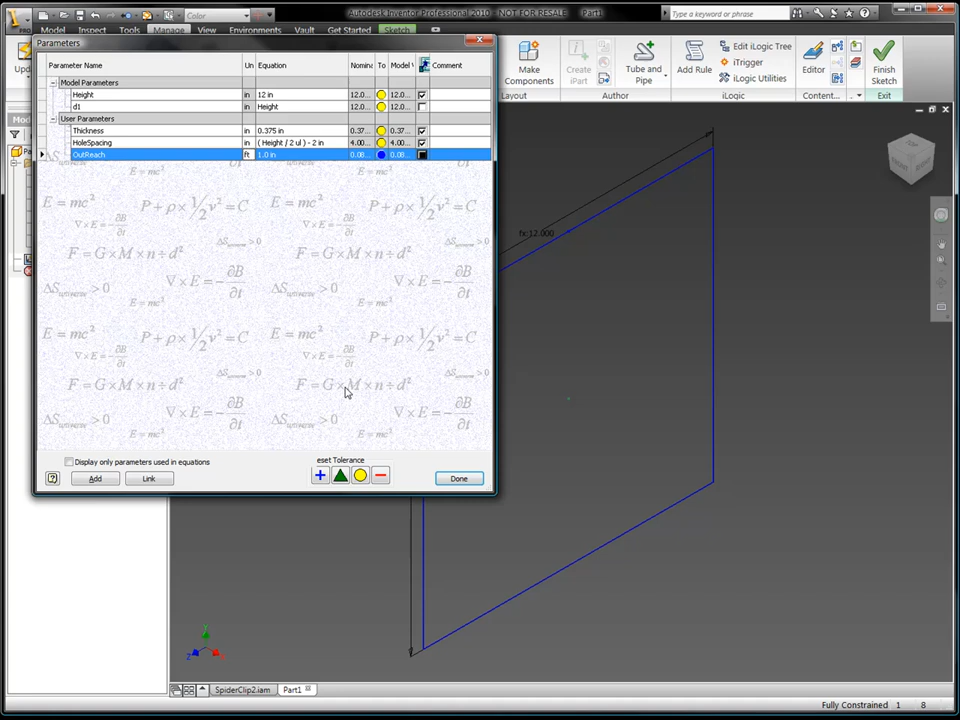 Color
Autodesk Inventor Professional 2010 - NOT FOR RESALE Part1
Type a keyword or phrase
PRO
Model Inspect Tools Manage View Environments Vault Get Started Sketch
Make Components
Create iPart
Tube and Pipe
Edit iLogic Tree
iTrigger
iLogic Utilities
Add Rule
Editor
Finish Sketch
Layout Author iLogic Content... Exit
Parameters
Parameter Name Un Equation Nomina To Model V Comment
Model Parameters
Height in 12 in 12.0... 12.0...
d1 in Height 12.0... 12.0...
User Parameters
Thickness in 0.375 in 0.37... 0.37...
HoleSpacing in ( Height / 2 ul ) - 2 in 4.00... 4.00...
OutReach ft 1.0 in 0.08... 0.08...
fx:12.000
Display only parameters used in equations
eset Tolerance
Add Link Done
Y
Z X
SpiderClip2.iam Part1
Fully Constrained 1 8